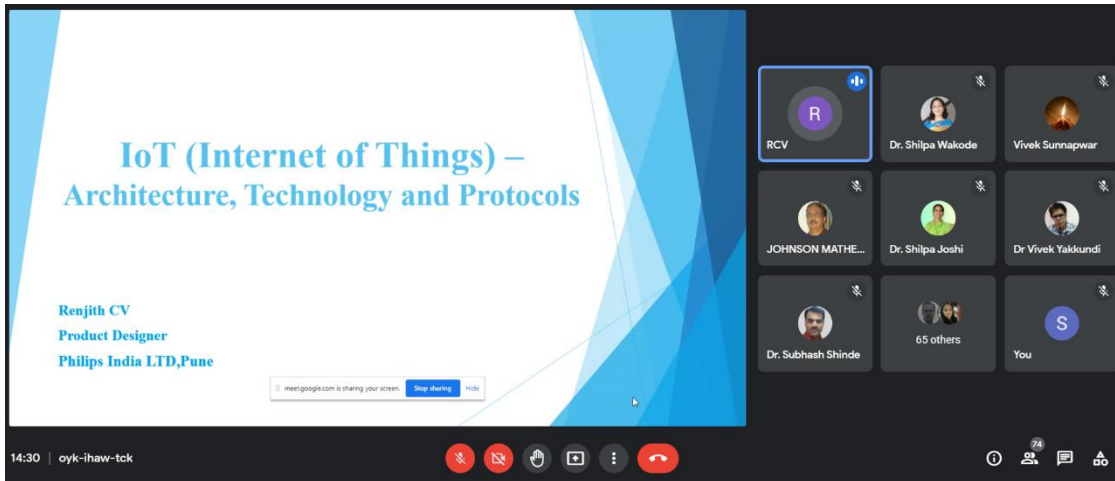 IoT (Internet of Things) –
Architecture, Technology and Protocols
Renjith CV
Product Designer
Philips India LTD,Pune
meet.google.com is sharing your screen. Stop sharing Hide
R
RCV
Dr. Shilpa Wakode
Vivek Sunnapwar
JOHNSON MATHE...
Dr. Shilpa Joshi
Dr Vivek Yakkundi
Dr. Subhash Shinde
65 others
S
You
14:30 | oyk-ihaw-tck
74